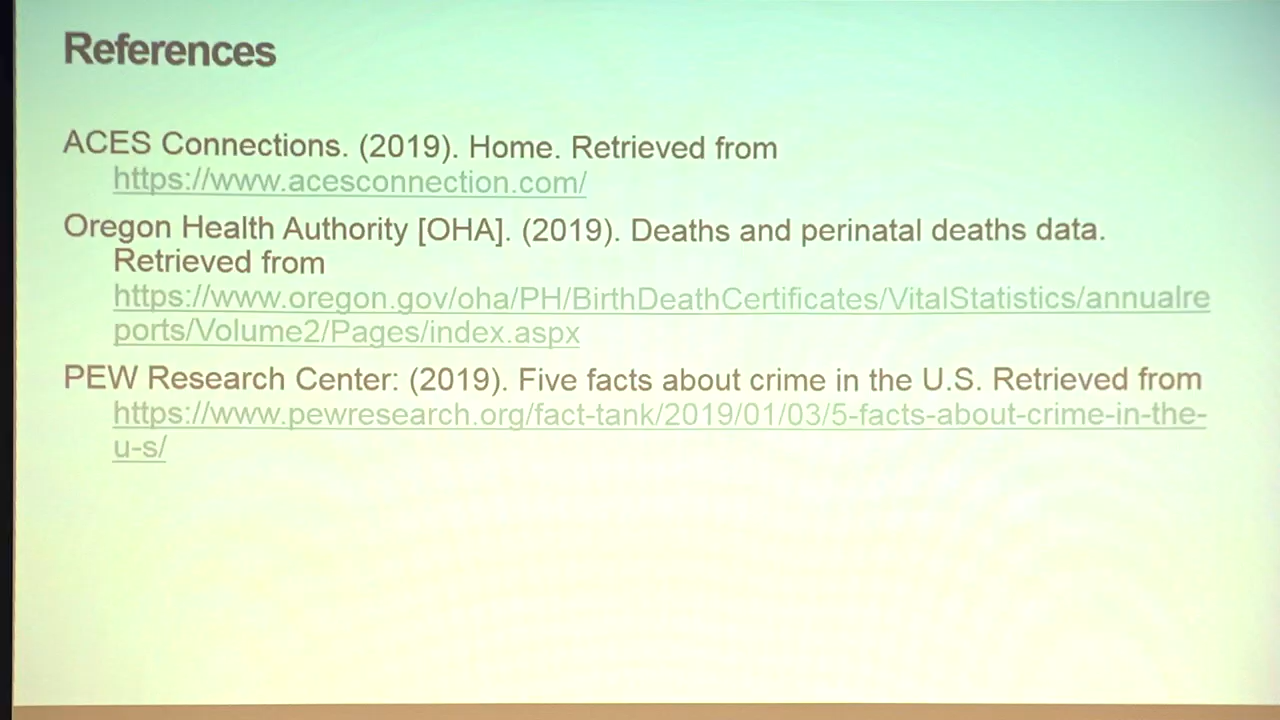 References
ACES Connections. (2019). Home. Retrieved from
https://www.acesconnection.com/
Oregon Health Authority [OHA]. (2019). Deaths and perinatal deaths data.
Retrieved from
https://www.oregon.gov/oha/PH/BirthDeathCertificates/VitalStatistics/annualre
ports/Volume2/Pages/index.aspx
PEW Research Center: (2019). Five facts about crime in the U.S. Retrieved from
https://www.pewresearch.org/fact-tank/2019/01/03/5-facts-about-crime-in-the-
u-s/